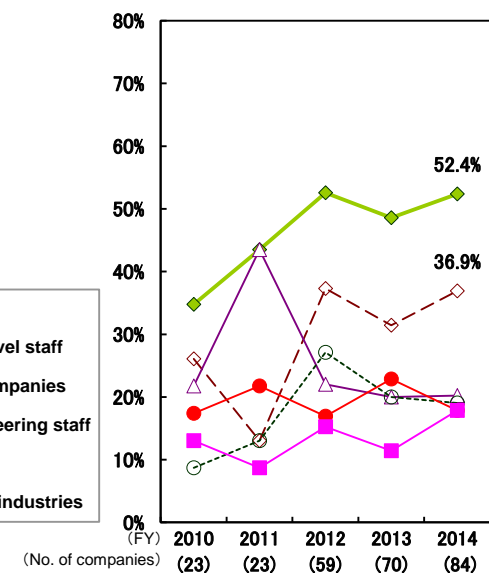 80%
70%
60%
50%
40%
30%
20%
10%
0%
52.4%
36.9%
vel staff
mpanies
eering staff
industries
(FY) 2010 2011 2012 2013 2014
(No. of companies) (23) (23) (59) (70) (84)